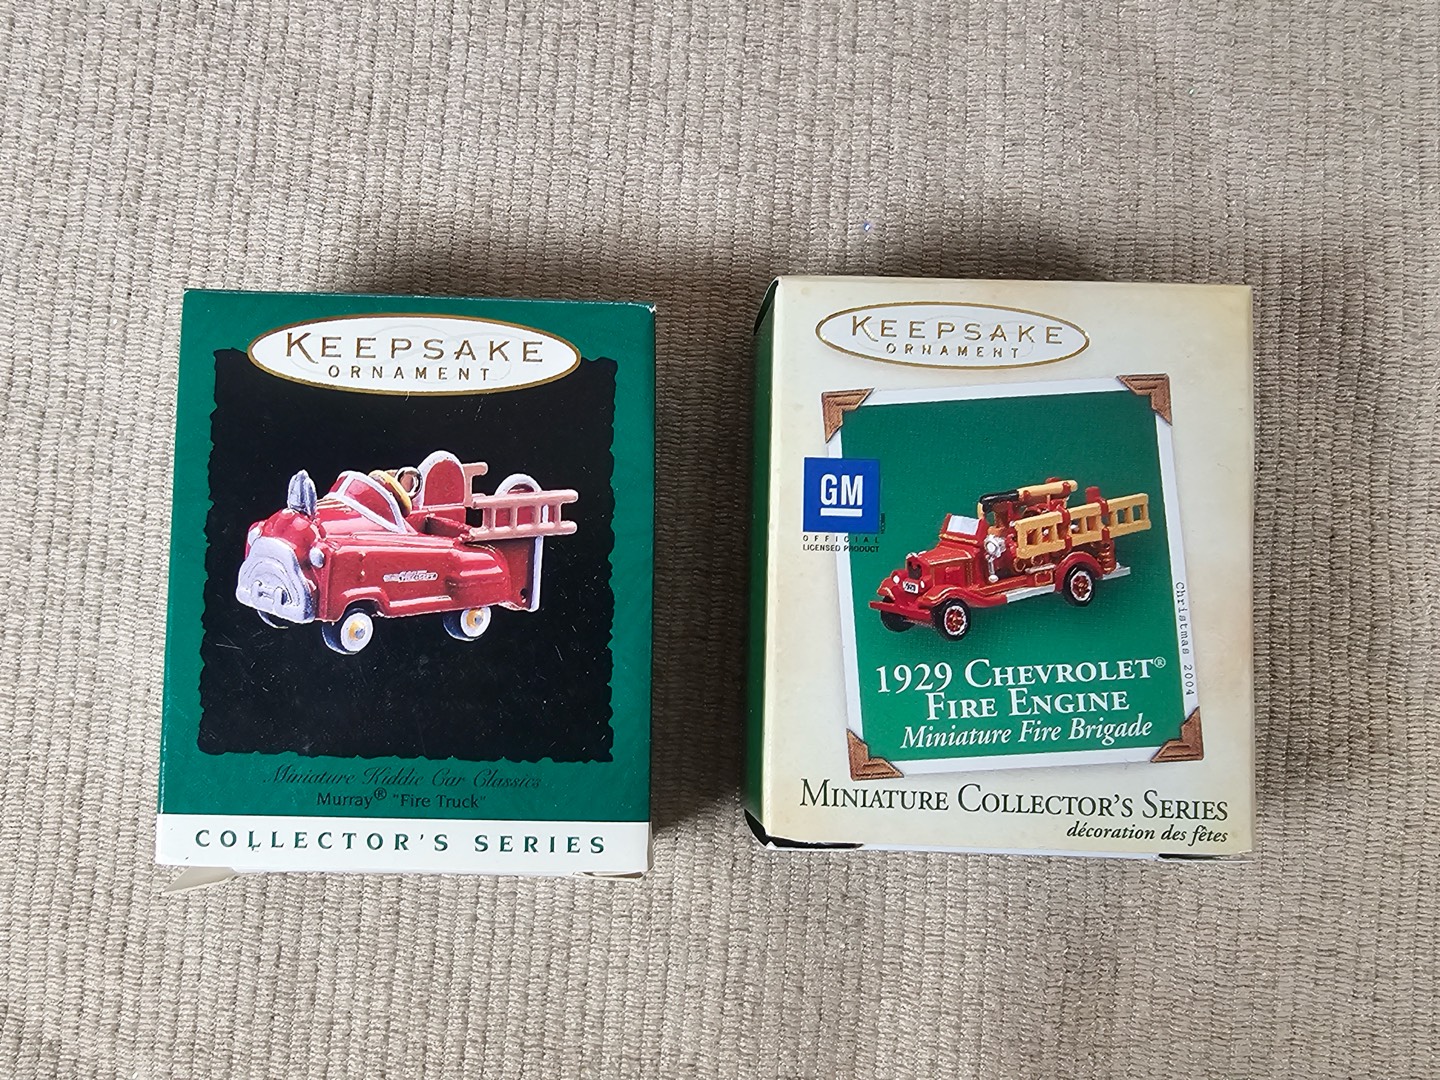 KEEPSAKE
ORNAMENT
Miniature Kiddie Car Classics
Murray® "Fire Truck"
COLLECTOR'S SERIES
KEEPSAKE
ORNAMENT
GM
OFFICIAL
LICENSED PRODUCT
Christmas 2004
1929 CHEVROLET®
FIRE ENGINE
Miniature Fire Brigade
MINIATURE COLLECTOR'S SERIES
décoration des fêtes